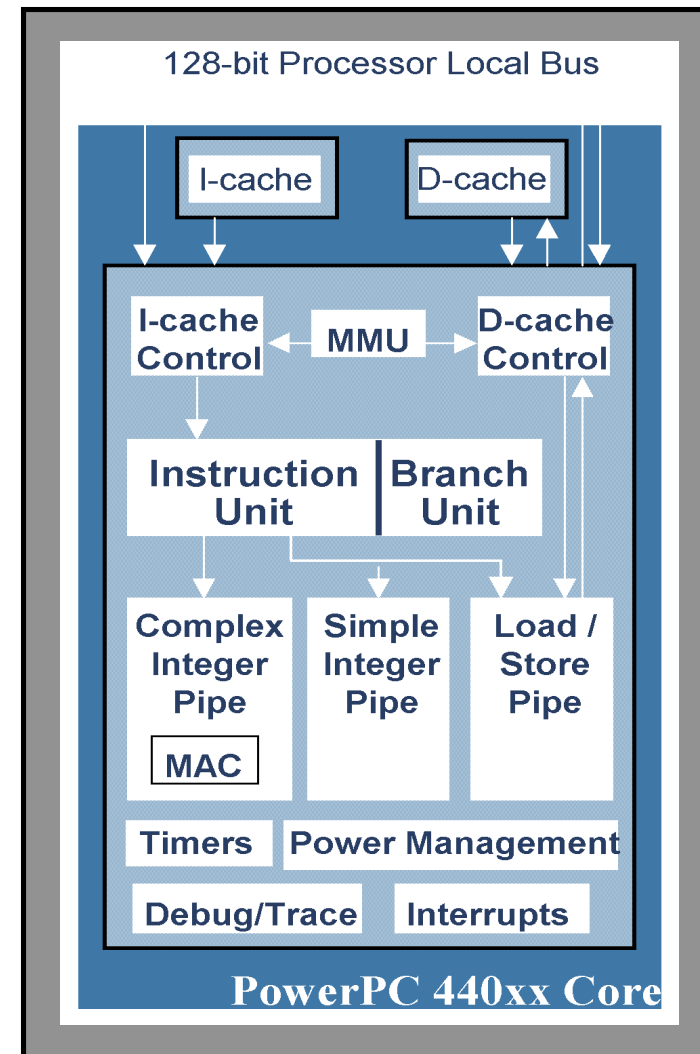 128-bit Processor Local Bus
I-cache
D-cache
I-cache
Control
MMU
D-cache
Control
Instruction
Unit
Branch
Unit
Complex
Integer
Pipe
MAC
Simple
Integer
Pipe
Load /
Store
Pipe
Timers
Power Management
Debug/Trace
Interrupts
PowerPC 440xx Core